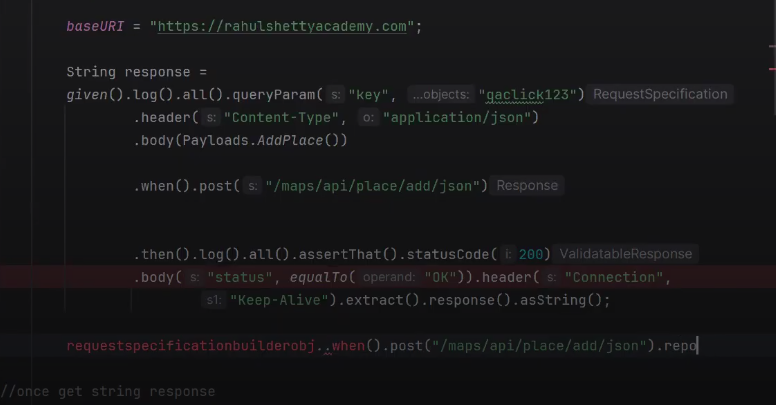 baseURI = "https://rahulshettyacademy.com";
String response =
given().log().all().queryParam( s: "key", ...objects: "qaclick123") RequestSpecification
.header( s: "Content-Type", o: "application/json")
.body(Payloads.AddPlace())
.when().post( s: "/maps/api/place/add/json") Response
.then().log().all().assertThat().statusCode( i: 200) ValidatableResponse
.body( s: "status", equalTo( operand: "OK")).header( s: "Connection",
s1: "Keep-Alive").extract().response().asString();
requestspecificationbuilderobj..when().post("/maps/api/place/add/json").repo
//once get string response